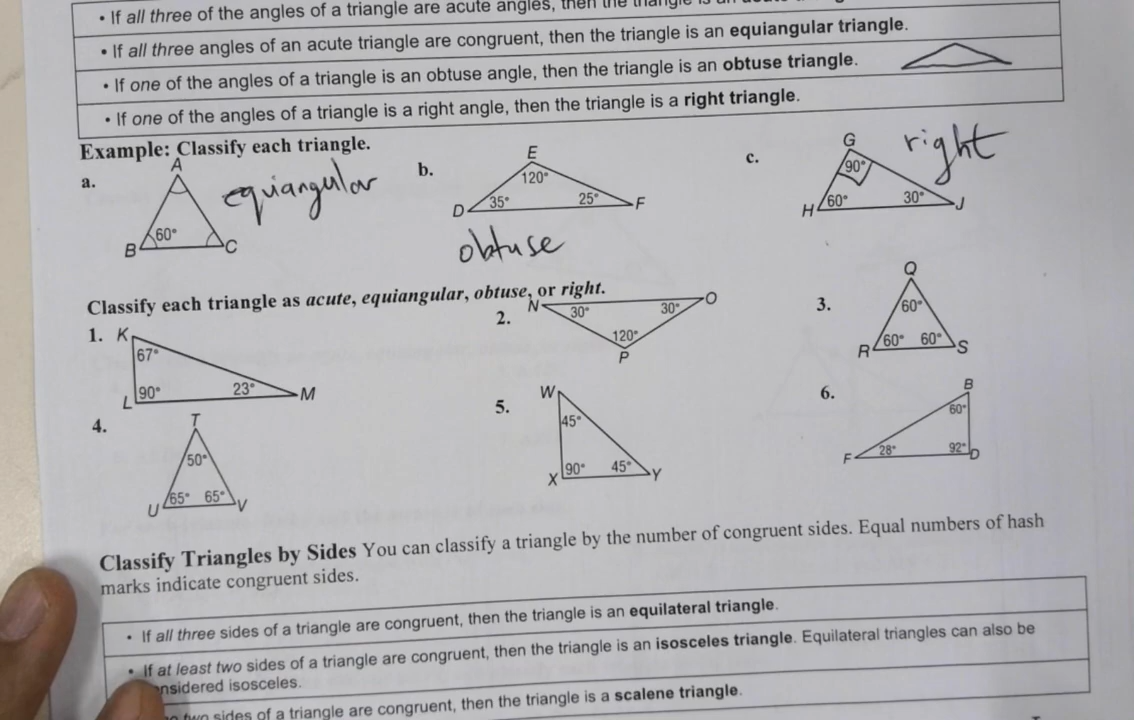 • If all three of the angles of a triangle are acute angles, then the triangle is an
• If all three angles of an acute triangle are congruent, then the triangle is an equiangular triangle.
• If one of the angles of a triangle is an obtuse angle, then the triangle is an obtuse triangle.
• If one of the angles of a triangle is a right angle, then the triangle is a right triangle.
Example: Classify each triangle.
a. A equiangular
B 60° C
b. E
120°
D 35° 25° F
obtuse
c. G right
90°
H 60° 30° J
Classify each triangle as acute, equiangular, obtuse, or right.
1. K
67°
L 90° 23° M
2. N 30° 30° O
120°
P
3. Q
60°
R 60° 60° S
4. T
50°
U 65° 65° V
5. W
45°
X 90° 45° Y
6. B
60°
F 28° 92° D
Classify Triangles by Sides You can classify a triangle by the number of congruent sides. Equal numbers of hash
marks indicate congruent sides.
• If all three sides of a triangle are congruent, then the triangle is an equilateral triangle.
• If at least two sides of a triangle are congruent, then the triangle is an isosceles triangle. Equilateral triangles can also be
nsidered isosceles.
two sides of a triangle are congruent, then the triangle is a scalene triangle.